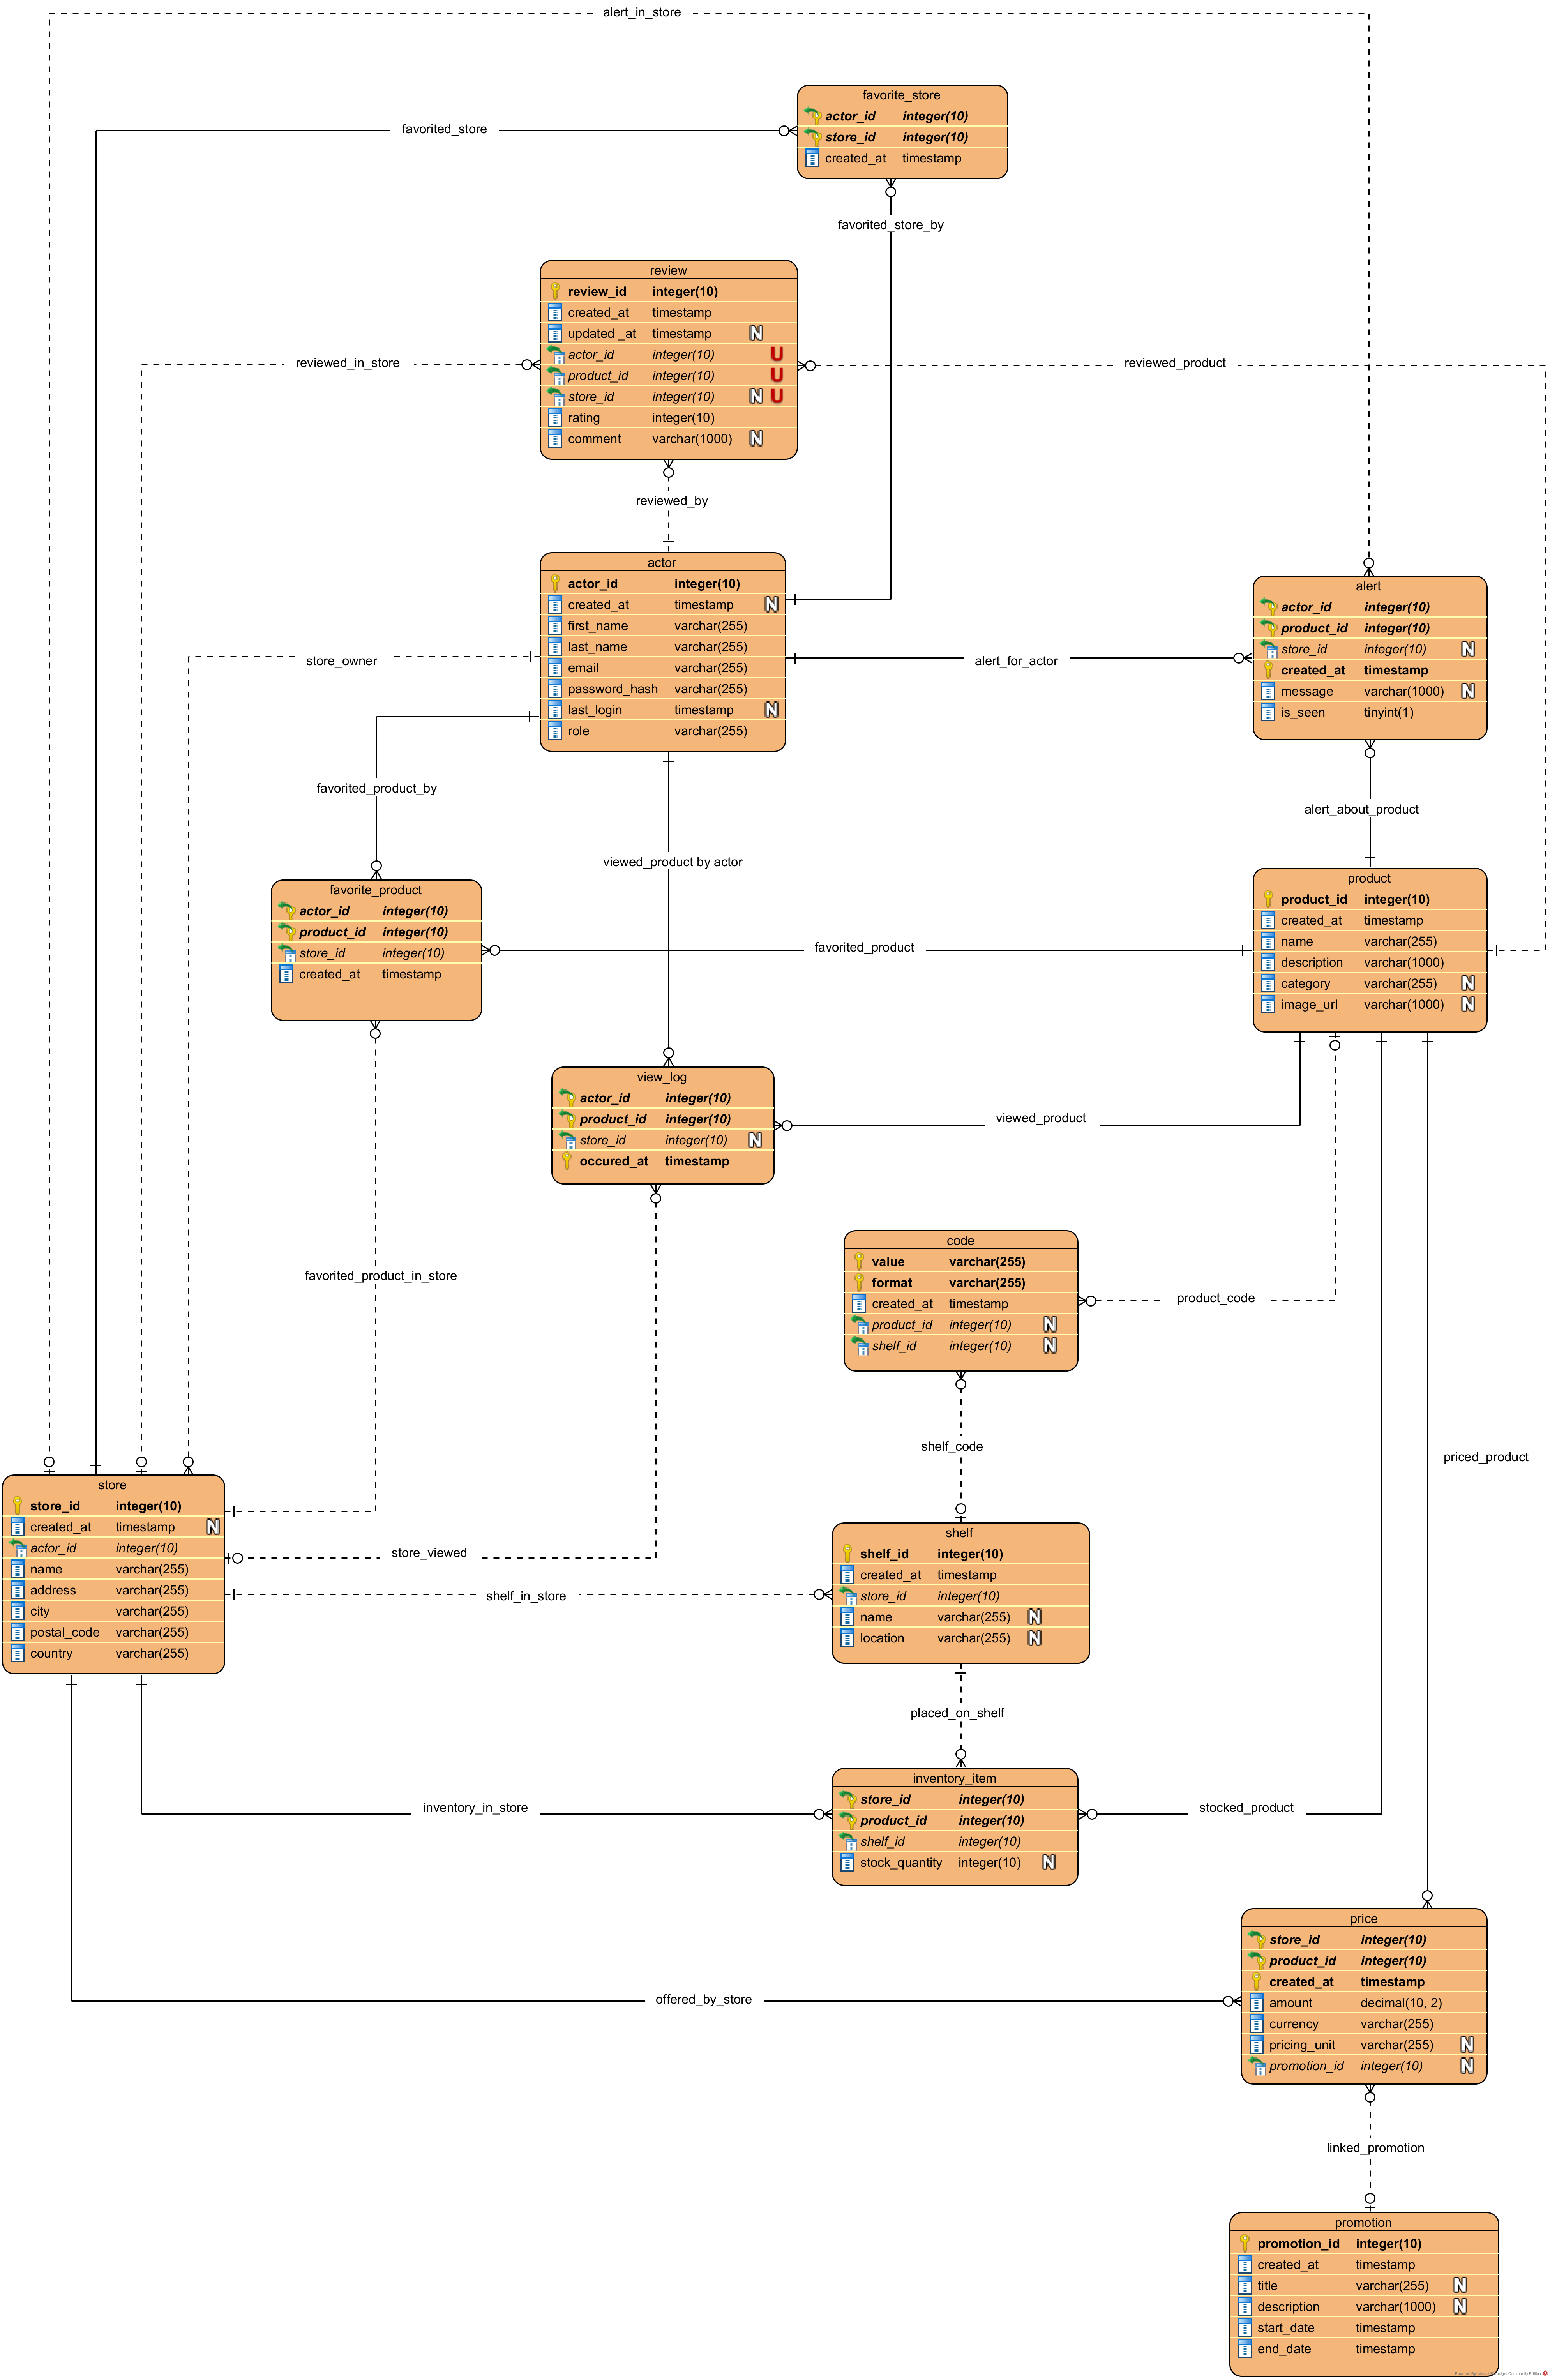 alert_in_store
favorite_store
actor_id integer(10)
store_id integer(10)
created_at timestamp
favorited_store
favorited_store_by
review
review_id integer(10)
created_at timestamp
updated _at timestamp N
actor_id integer(10) U
product_id integer(10) U
store_id integer(10) N U
rating integer(10)
comment varchar(1000) N
reviewed_in_store
reviewed_product
reviewed_by
actor
actor_id integer(10)
created_at timestamp N
first_name varchar(255)
last_name varchar(255)
email varchar(255)
password_hash varchar(255)
last_login timestamp N
role varchar(255)
alert
actor_id integer(10)
product_id integer(10)
store_id integer(10) N
created_at timestamp
message varchar(1000) N
is_seen tinyint(1)
store_owner
alert_for_actor
favorited_product_by
alert_about_product
viewed_product by actor
favorite_product
actor_id integer(10)
product_id integer(10)
store_id integer(10)
created_at timestamp
favorited_product
product
product_id integer(10)
created_at timestamp
name varchar(255)
description varchar(1000)
category varchar(255) N
image_url varchar(1000) N
view_log
actor_id integer(10)
product_id integer(10)
store_id integer(10) N
occured_at timestamp
viewed_product
code
value varchar(255)
format varchar(255)
created_at timestamp
product_id integer(10) N
shelf_id integer(10) N
favorited_product_in_store
product_code
shelf_code
priced_product
store
store_id integer(10)
created_at timestamp N
actor_id integer(10)
name varchar(255)
address varchar(255)
city varchar(255)
postal_code varchar(255)
country varchar(255)
store_viewed
shelf_in_store
shelf
shelf_id integer(10)
created_at timestamp
store_id integer(10)
name varchar(255) N
location varchar(255) N
placed_on_shelf
inventory_item
store_id integer(10)
product_id integer(10)
shelf_id integer(10)
stock_quantity integer(10) N
inventory_in_store
stocked_product
price
store_id integer(10)
product_id integer(10)
created_at timestamp
amount decimal(10, 2)
currency varchar(255)
pricing_unit varchar(255) N
promotion_id integer(10) N
offered_by_store
linked_promotion
promotion
promotion_id integer(10)
created_at timestamp
title varchar(255) N
description varchar(1000) N
start_date timestamp
end_date timestamp